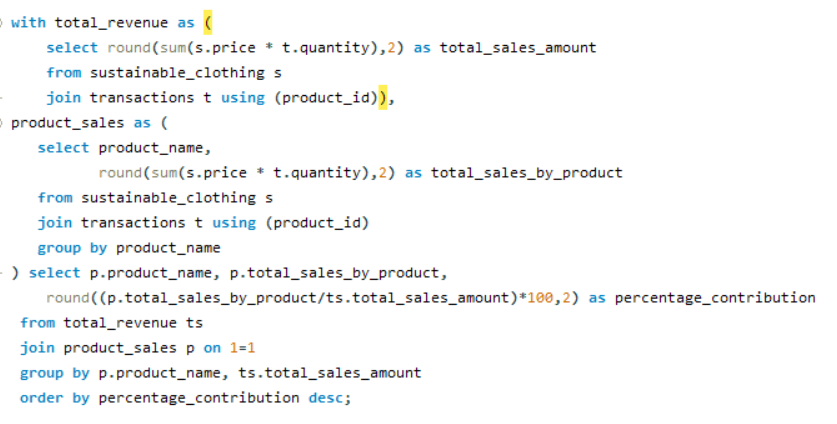 with total_revenue as (
select round(sum(s.price * t.quantity),2) as total_sales_amount
from sustainable_clothing s
join transactions t using (product_id)),
product_sales as (
select product_name,
round(sum(s.price * t.quantity),2) as total_sales_by_product
from sustainable_clothing s
join transactions t using (product_id)
group by product_name
) select p.product_name, p.total_sales_by_product,
round((p.total_sales_by_product/ts.total_sales_amount)*100,2) as percentage_contribution
from total_revenue ts
join product_sales p on 1=1
group by p.product_name, ts.total_sales_amount
order by percentage_contribution desc;